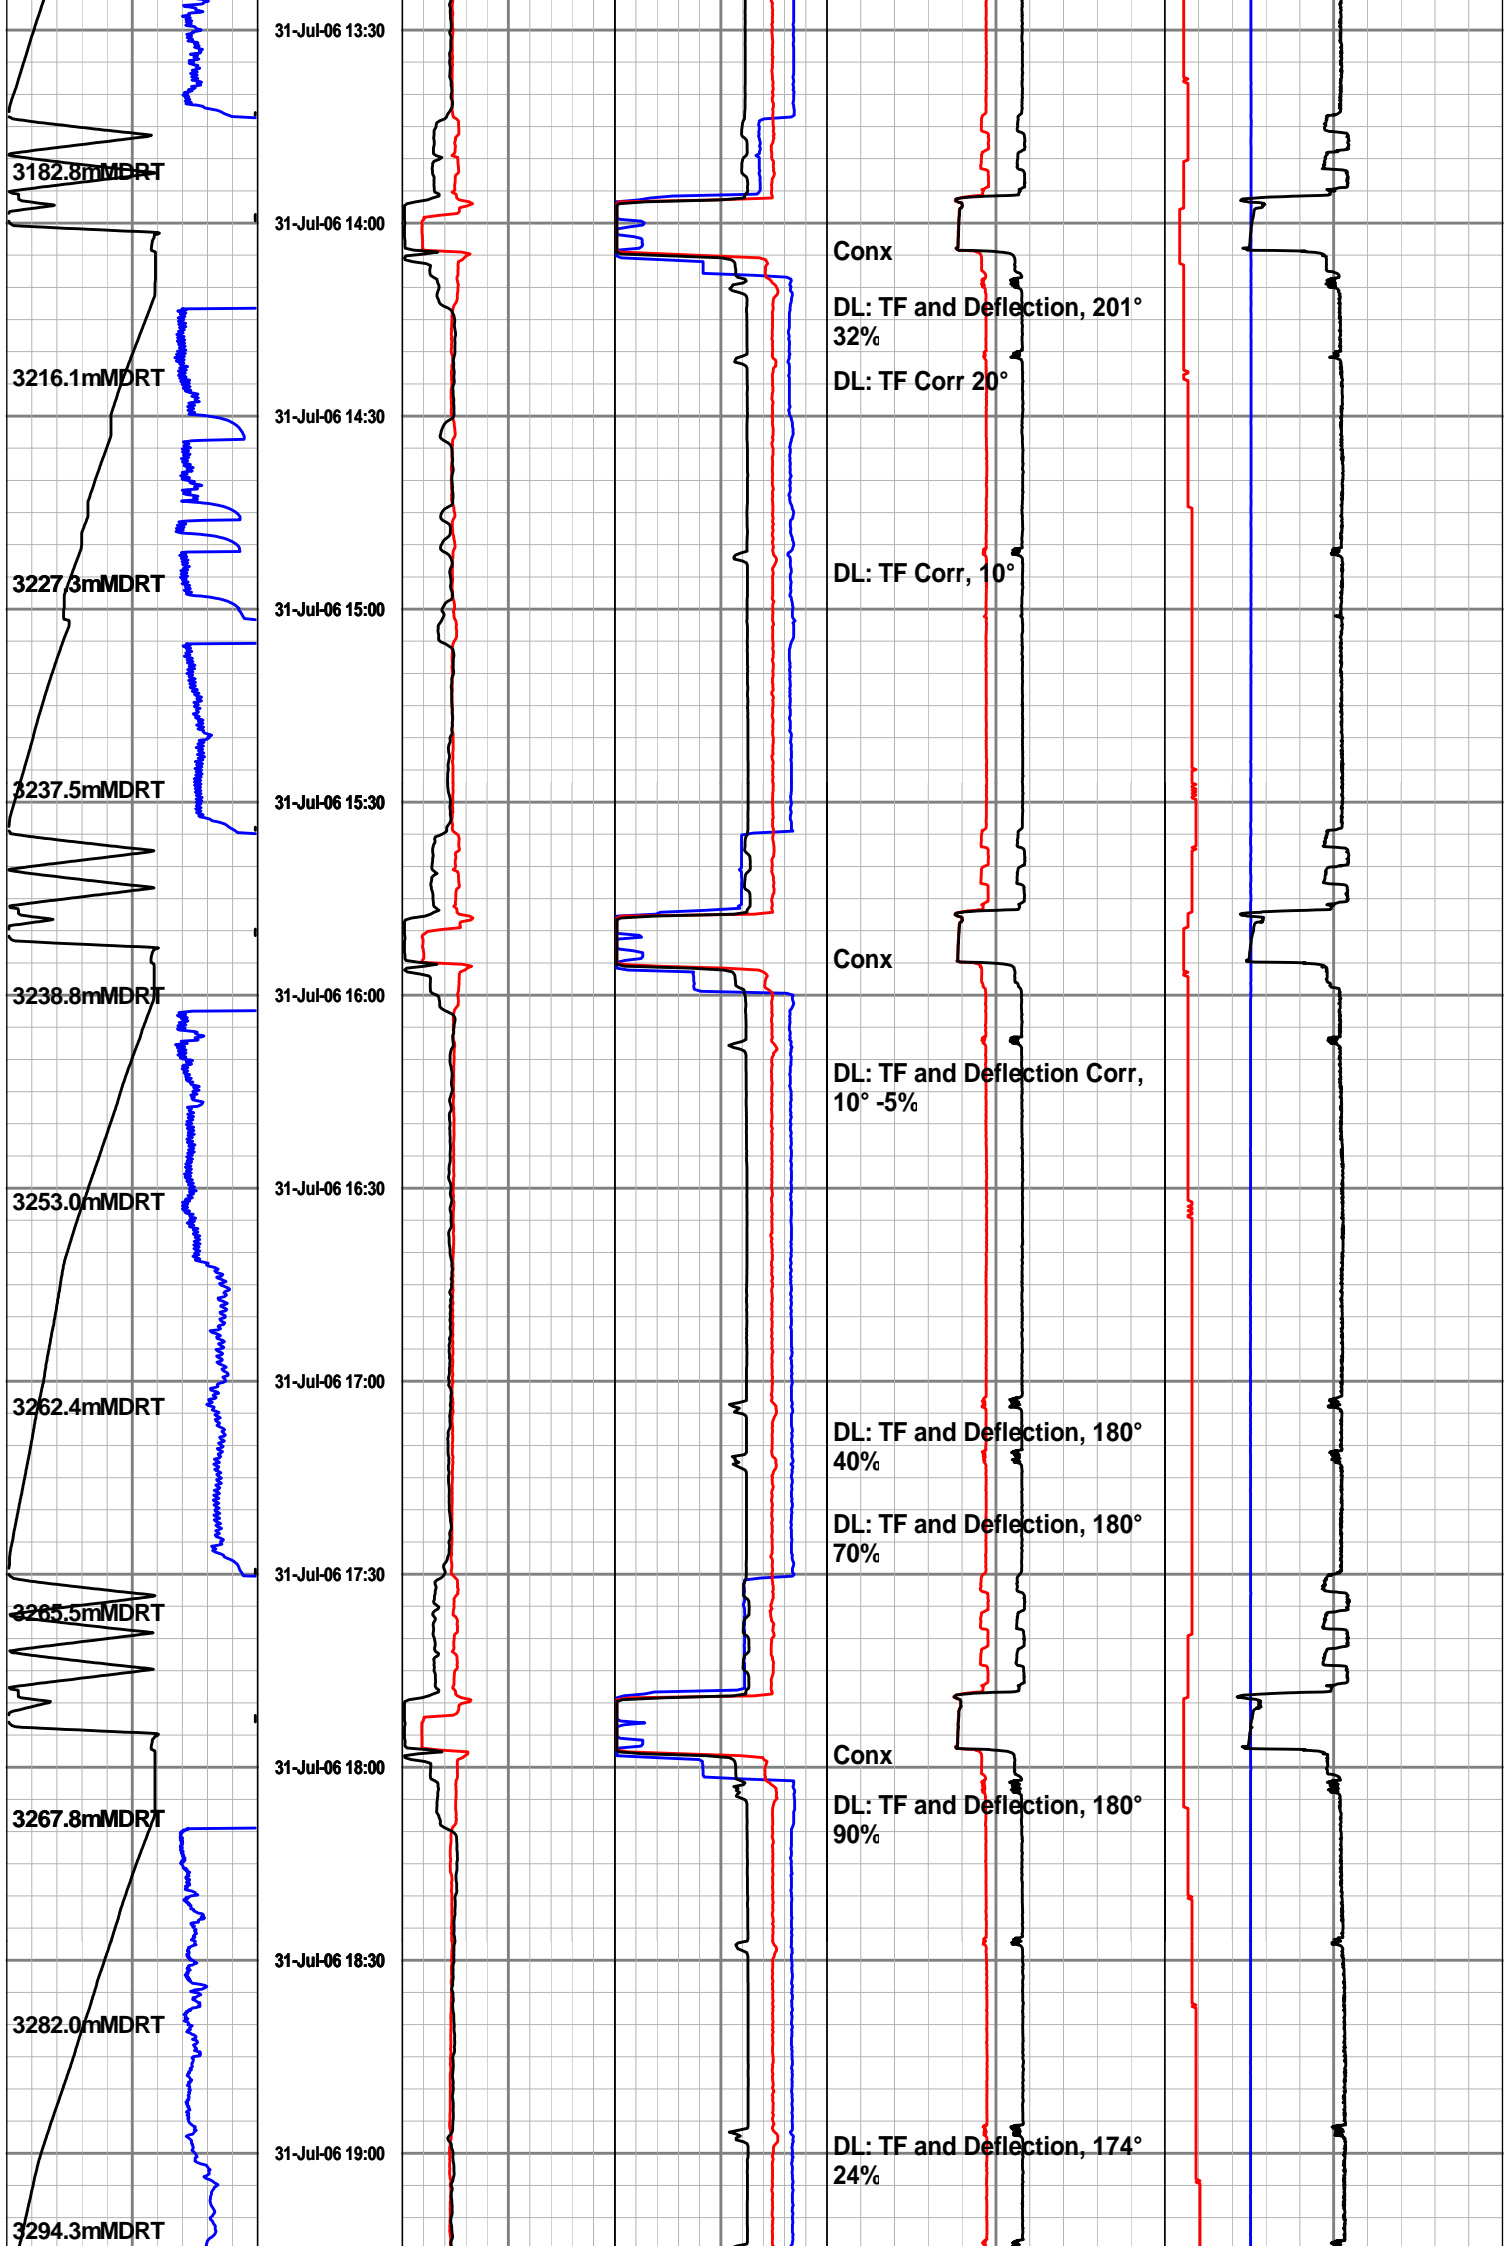 31-Jul-06 13:30
3182.8mMDRT
31-Jul-06 14:00
Conx
DL: TF and Deflection, 201°
32%
3216.1mMDRT
DL: TF Corr 20°
31-Jul-06 14:30
DL: TF Corr, 10°
3227.3mMDRT
31-Jul-06 15:00
3237.5mMDRT
31-Jul-06 15:30
Conx
3238.8mMDRT
31-Jul-06 16:00
DL: TF and Deflection Corr,
10° -5%
31-Jul-06 16:30
3253.0mMDRT
31-Jul-06 17:00
3262.4mMDRT
DL: TF and Deflection, 180°
40%
DL: TF and Deflection, 180°
70%
31-Jul-06 17:30
3265.5mMDRT
Conx
31-Jul-06 18:00
DL: TF and Deflection, 180°
90%
3267.8mMDRT
31-Jul-06 18:30
3282.0mMDRT
DL: TF and Deflection, 174°
24%
31-Jul-06 19:00
3294.3mMDRT